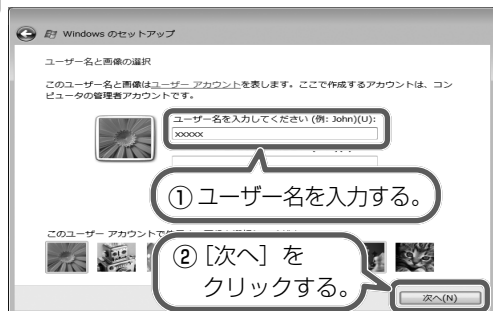 Windows のセットアップ
ユーザー名と画像の選択
このユーザー名と画像はユーザー アカウントを表します。ここで作成するアカウントは、コン
ピュータの管理者アカウントです。
ユーザー名を入力してください (例: John)(U):
xxxxx
① ユーザー名を入力する。
このユーザー アカウントで
② [次へ] を
クリックする。
次へ(N)